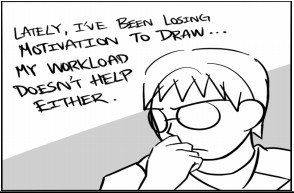 LATELY, I'VE BEEN LOSING
MOTIVATION TO DRAW...
MY WORKLOAD
DOESN'T HELP
EITHER.